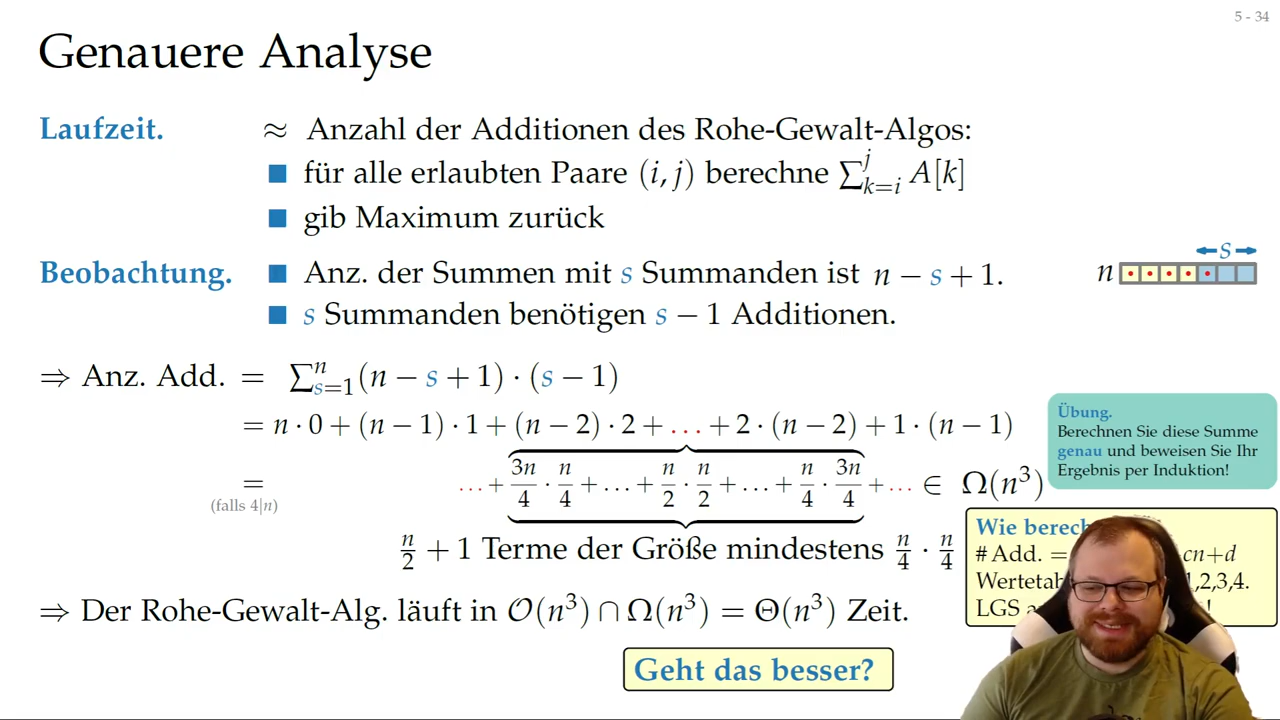 5 - 34
Genauere Analyse
Laufzeit. ≈ Anzahl der Additionen des Rohe-Gewalt-Algos:
■ für alle erlaubten Paare (i, j) berechne ∑_{k=i}^{j} A[k]
■ gib Maximum zurück
Beobachtung. ■ Anz. der Summen mit s Summanden ist n − s + 1.
■ s Summanden benötigen s − 1 Additionen.
s
n
⇒ Anz. Add. = ∑_{s=1}^{n} (n − s + 1) · (s − 1)
= n · 0 + (n − 1) · 1 + (n − 2) · 2 + ... + 2 · (n − 2) + 1 · (n − 1)
= ... + 3n/4 · n/4 + ... + n/2 · n/2 + ... + n/4 · 3n/4 + ... ∈ Ω(n³)
(falls 4|n)
n/2 + 1 Terme der Größe mindestens n/4 · n/4
⇒ Der Rohe-Gewalt-Alg. läuft in O(n³) ∩ Ω(n³) = Θ(n³) Zeit.
Übung.
Berechnen Sie diese Summe
genau und beweisen Sie Ihr
Ergebnis per Induktion!
Wie
# Add. = cn+d
1,2,3,4.
LGS !
Geht das besser?